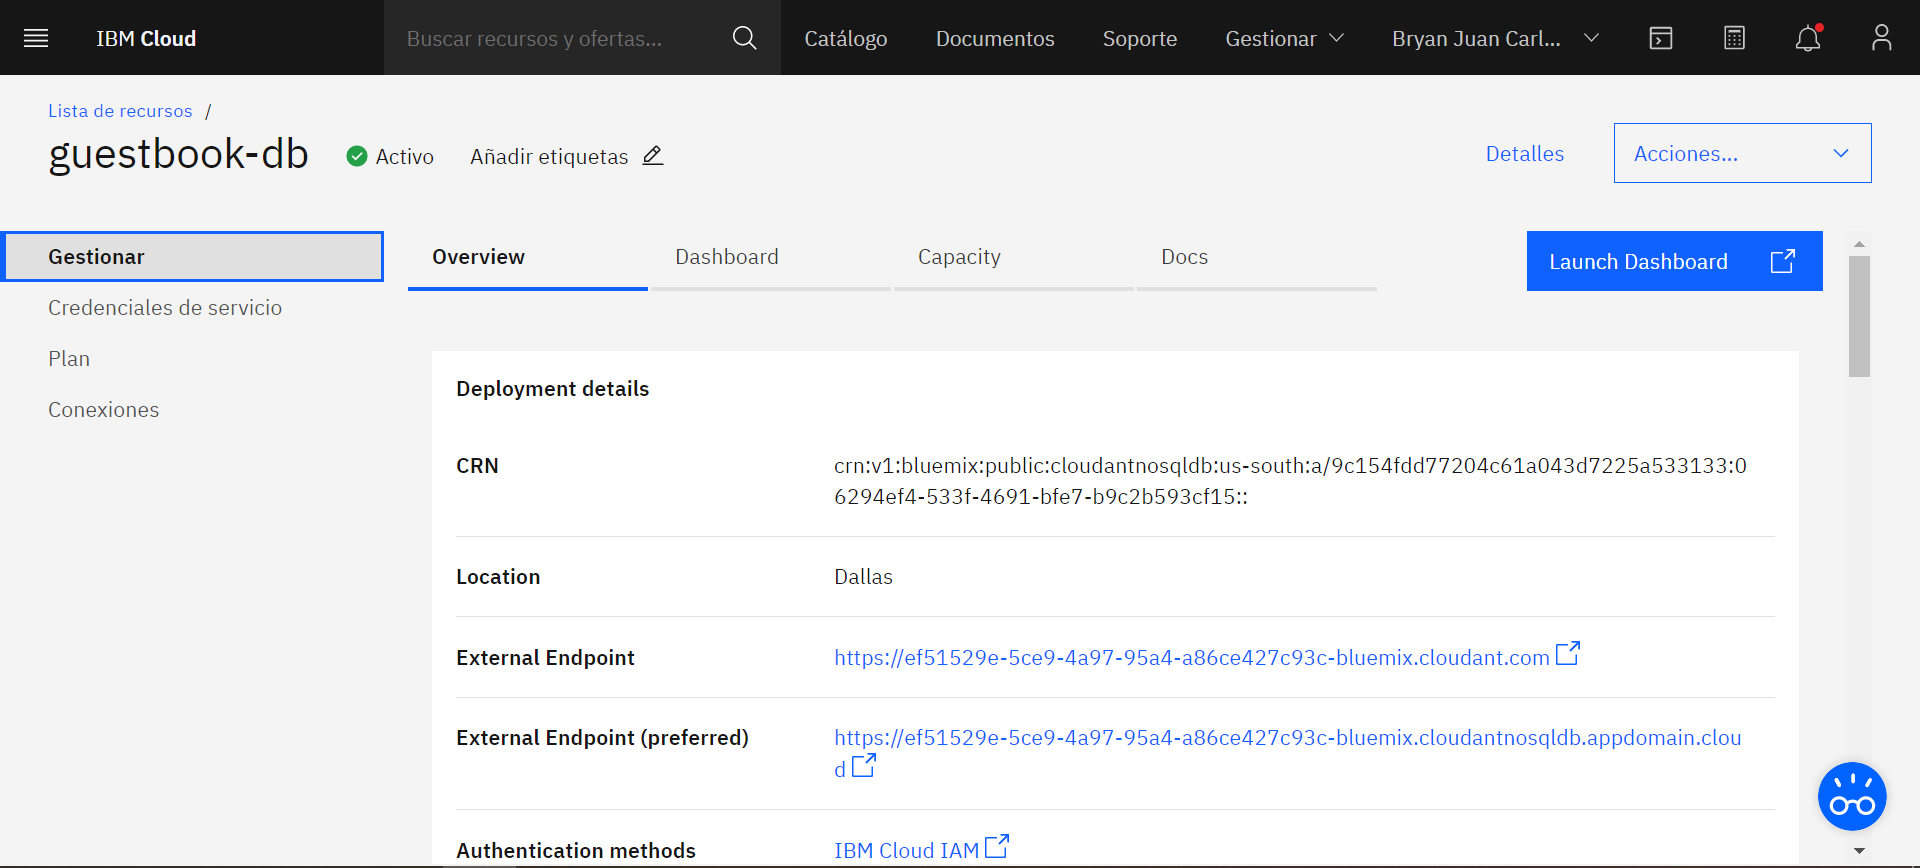 IBM Cloud
Buscar recursos y ofertas...
Catálogo
Documentos
Soporte
Gestionar
Bryan Juan Carl...
Lista de recursos /
guestbook-db
Activo
Añadir etiquetas
Detalles
Acciones...
Gestionar
Credenciales de servicio
Plan
Conexiones
Overview
Dashboard
Capacity
Docs
Launch Dashboard
Deployment details
CRN
crn:v1:bluemix:public:cloudantnosqldb:us-south:a/9c154fdd77204c61a043d7225a533133:0
6294ef4-533f-4691-bfe7-b9c2b593cf15::
Location
Dallas
External Endpoint
https://ef51529e-5ce9-4a97-95a4-a86ce427c93c-bluemix.cloudant.com
External Endpoint (preferred)
https://ef51529e-5ce9-4a97-95a4-a86ce427c93c-bluemix.cloudantnosqldb.appdomain.clou
d
Authentication methods
IBM Cloud IAM